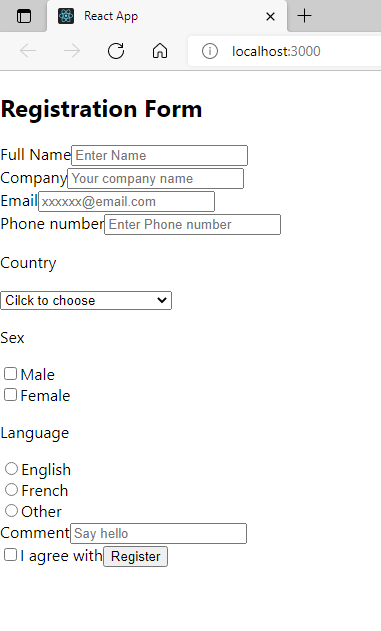 React App
localhost:3000
Registration Form
Full Name Enter Name
Company Your company name
Email xxxxxx@email.com
Phone number Enter Phone number
Country
Cilck to choose
Sex
Male
Female
Language
English
French
Other
Comment Say hello
I agree with Register